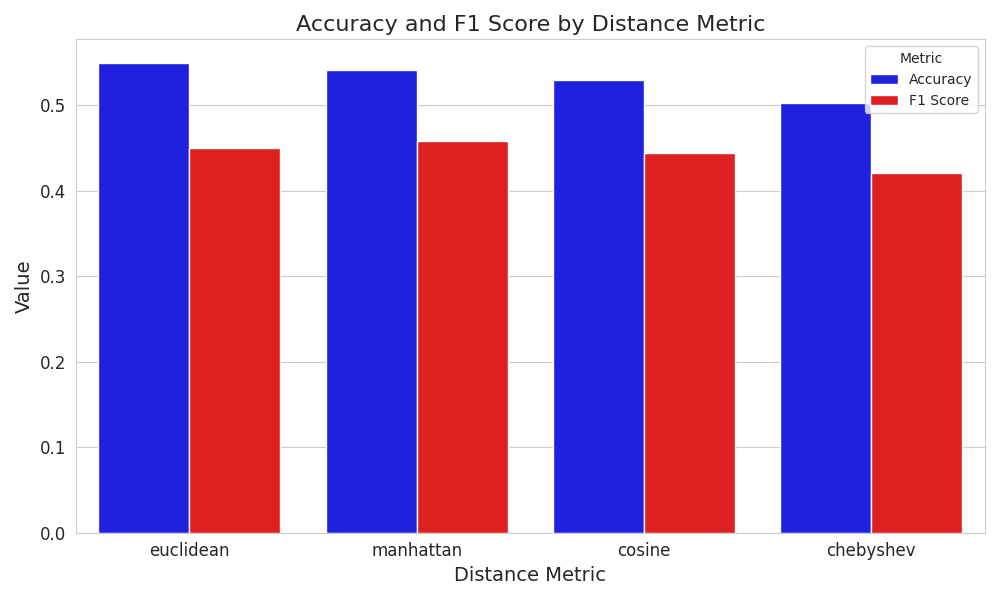 Accuracy and F1 Score by Distance Metric
Metric
Accuracy
F1 Score
Value
0.5
0.4
0.3
0.2
0.1
0.0
euclidean
manhattan
cosine
chebyshev
Distance Metric